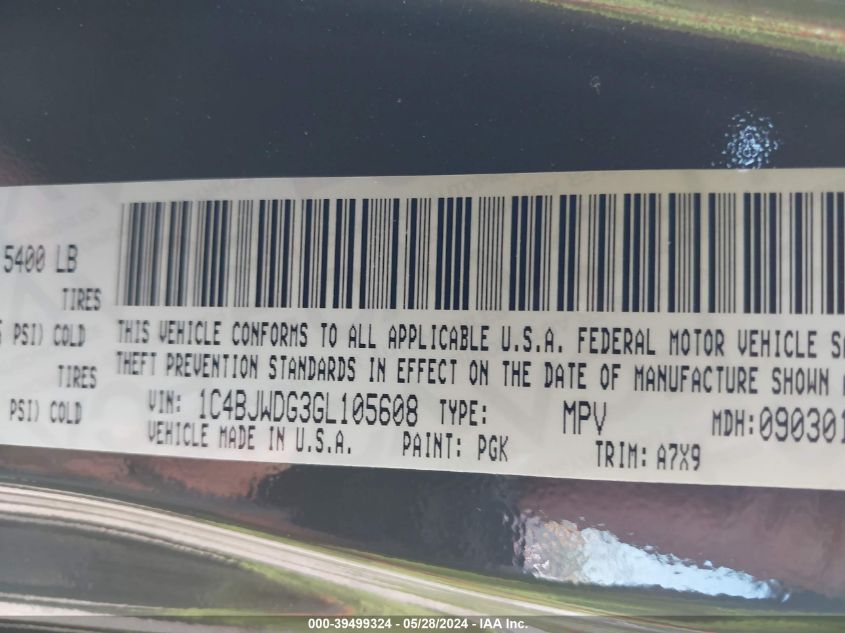 5400 LB
TIRES
PSI) COLD
TIRES
PSI) COLD
THIS VEHICLE CONFORMS TO ALL APPLICABLE U.S.A. FEDERAL MOTOR VEHICLE
THEFT PREVENTION STANDARDS IN EFFECT ON THE DATE OF MANUFACTURE SHOWN
VIN: 1C4BJWDG3GL105608 TYPE: MPV MDH:090301
VEHICLE MADE IN U.S.A. PAINT: PGK TRIM: A7X9
000-39499324 - 05/28/2024 - IAA Inc.